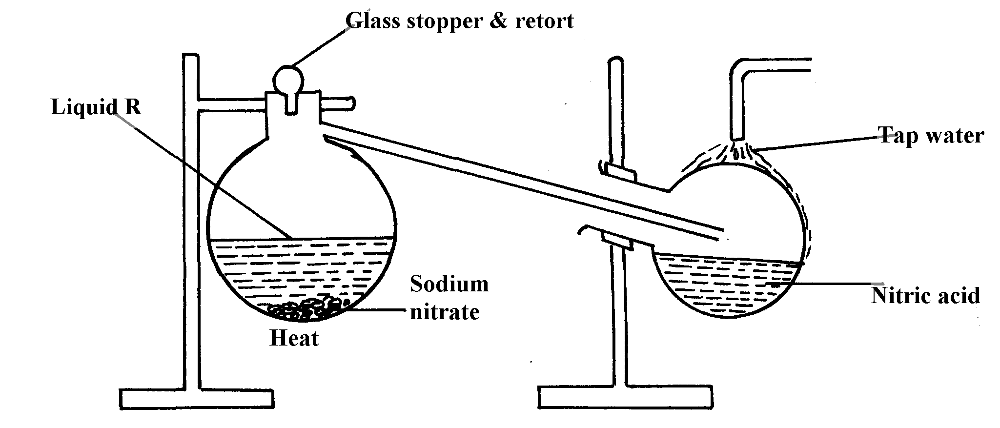 Glass stopper & retort
Liquid R
Tap water
Sodium
nitrate
Nitric acid
Heat